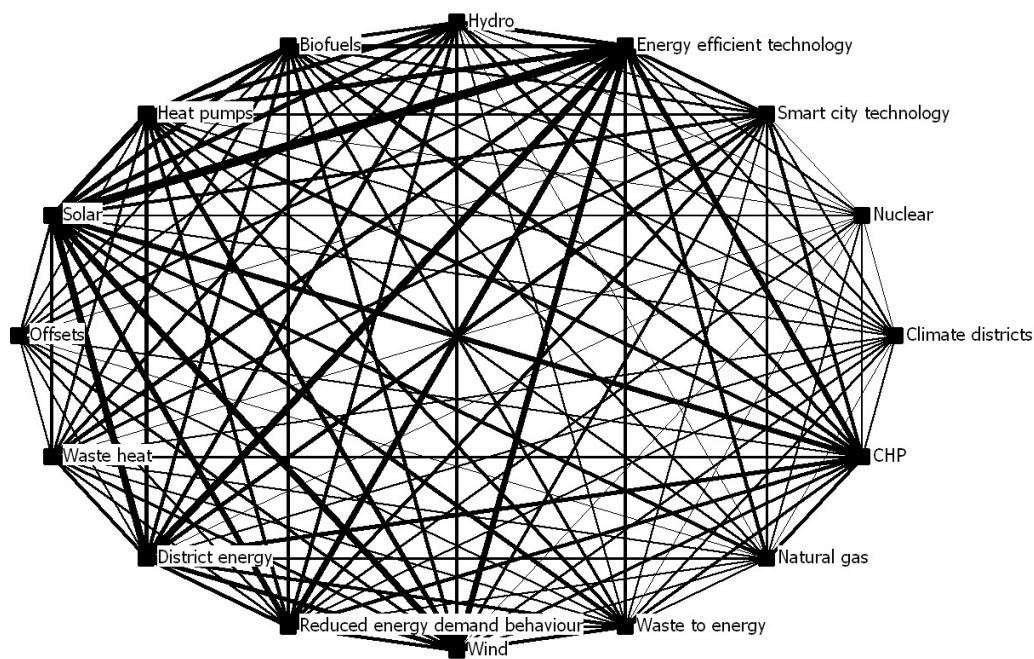 Hydro
Biofuels
Energy efficient technology
Heat pumps
Smart city technology
Solar
Nuclear
Offsets
Climate districts
Waste heat
CHP
District energy
Natural gas
Reduced energy demand behaviour
Waste to energy
Wind